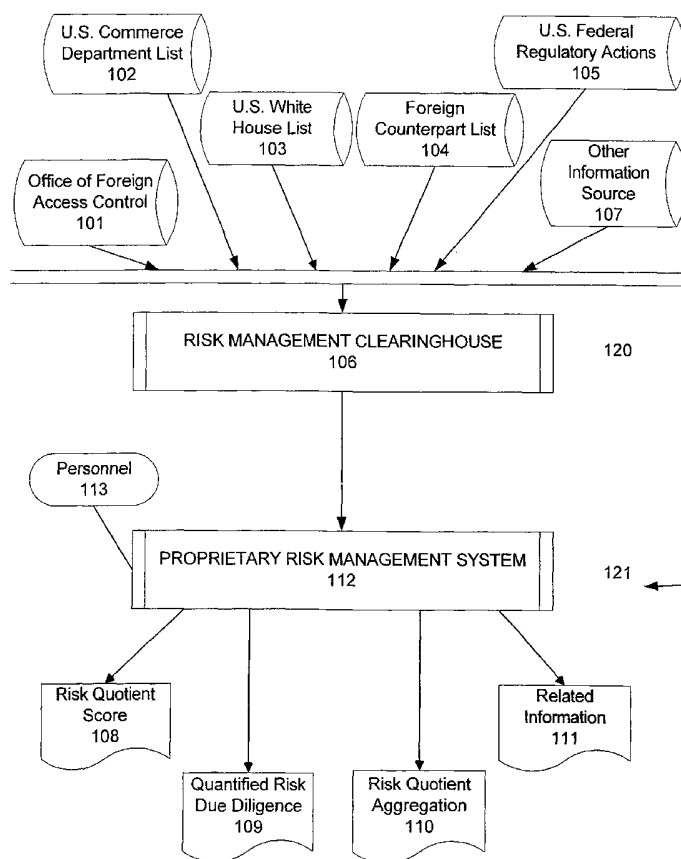 U.S. Commerce
Department List
102
U.S. Federal
Regulatory Actions
105
U.S. White
House List
103
Foreign
Counterpart List
104
Office of Foreign
Access Control
101
Other
Information
Source
107
RISK MANAGEMENT CLEARINGHOUSE
106
120
Personnel
113
PROPRIETARY RISK MANAGEMENT SYSTEM
112
121
Risk Quotient
Score
108
Related
Information
111
Quantified Risk
Due Diligence
109
Risk Quotient
Aggregation
110